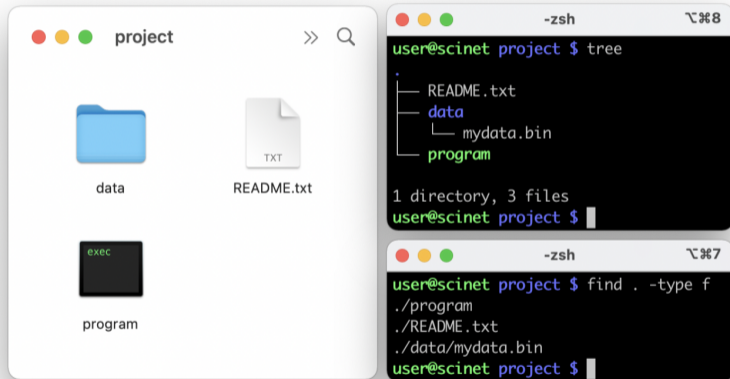 project
data
README.txt
TXT
exec
program
-zsh
⌥⌘8
user@scinet project $ tree
.
├── README.txt
├── data
│   └── mydata.bin
└── program
1 directory, 3 files
user@scinet project $
-zsh
⌥⌘7
user@scinet project $ find . -type f
./program
./README.txt
./data/mydata.bin
user@scinet project $